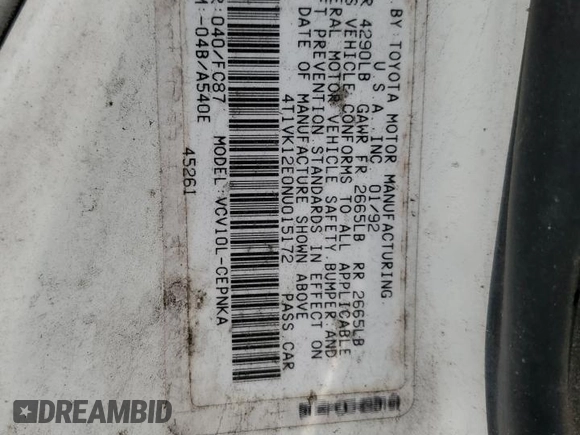 BY TOYOTA MOTOR MANUFACTURING
U S A INC 01/92
4290LB GAWR FR 2665LB RR 2665LB
VEHICLE CONFORMS TO ALL APPLICABLE
ERAL MOTOR VEHICLE SAFETY BUMPER AND
ET PREVENTION STANDARDS IN EFFECT ON
DATE OF MANUFACTURE SHOWN ABOVE
4T1VK12E0NU015172 PASS CAR
R:040/FC87 MODEL:VCV10L-CEPNKA
M:-04B/A540E 45261
DREAMBID